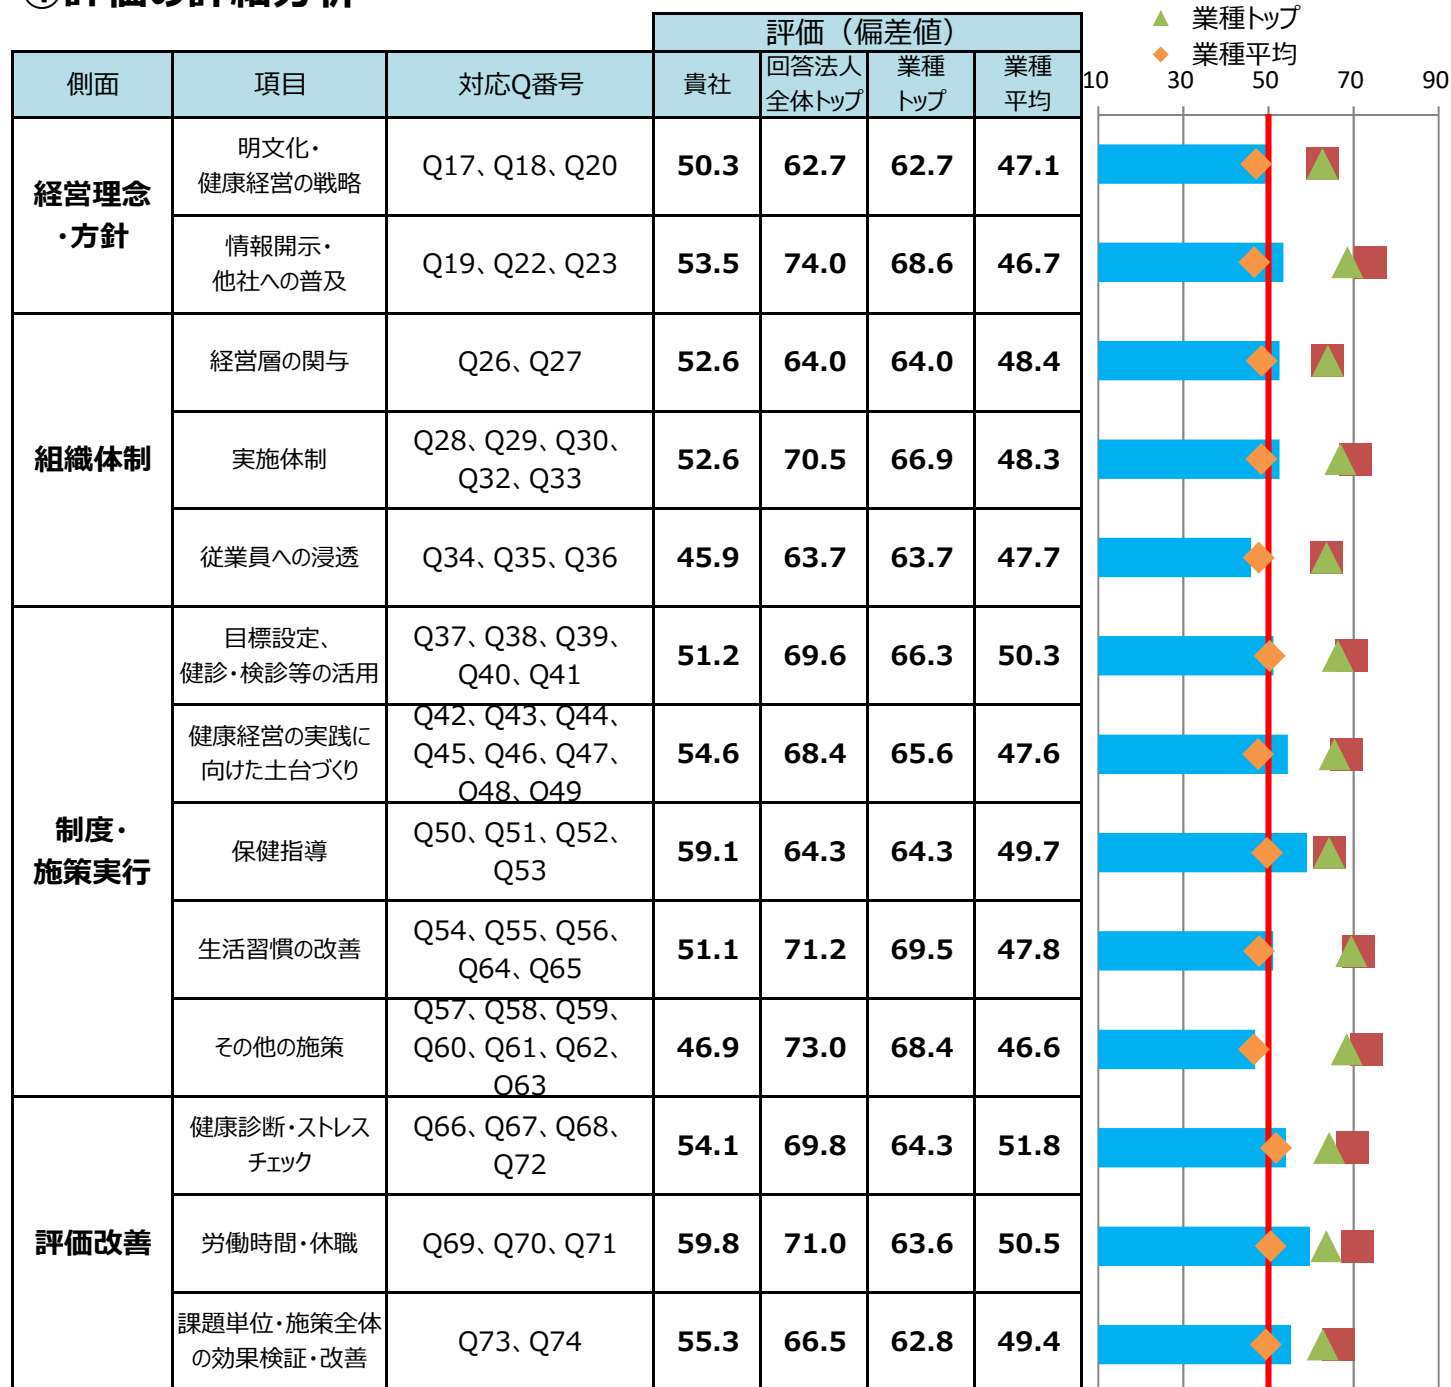 ①評価の詳細分析
▲ 業種トップ
◆ 業種平均
評価（偏差値）
側面 項目 対応Q番号 貴社 回答法人 業種 業種
全体トップ トップ 平均
10 30 50 70 90
経営理念
・方針
明文化・
健康経営の戦略
Q17、Q18、Q20 50.3 62.7 62.7 47.1
情報開示・
他社への普及
Q19、Q22、Q23 53.5 74.0 68.6 46.7
組織体制
経営層の関与 Q26、Q27 52.6 64.0 64.0 48.4
実施体制
Q28、Q29、Q30、
Q32、Q33
52.6 70.5 66.9 48.3
従業員への浸透 Q34、Q35、Q36 45.9 63.7 63.7 47.7
制度・
施策実行
目標設定、
健診・検診等の活用
Q37、Q38、Q39、
Q40、Q41
51.2 69.6 66.3 50.3
健康経営の実践に
向けた土台づくり
Q42、Q43、Q44、
Q45、Q46、Q47、
Q48、Q49
54.6 68.4 65.6 47.6
保健指導
Q50、Q51、Q52、
Q53
59.1 64.3 64.3 49.7
生活習慣の改善
Q54、Q55、Q56、
Q64、Q65
51.1 71.2 69.5 47.8
その他の施策
Q57、Q58、Q59、
Q60、Q61、Q62、
Q63
46.9 73.0 68.4 46.6
評価改善
健康診断・ストレス
チェック
Q66、Q67、Q68、
Q72
54.1 69.8 64.3 51.8
労働時間・休職 Q69、Q70、Q71 59.8 71.0 63.6 50.5
課題単位・施策全体
の効果検証・改善
Q73、Q74 55.3 66.5 62.8 49.4